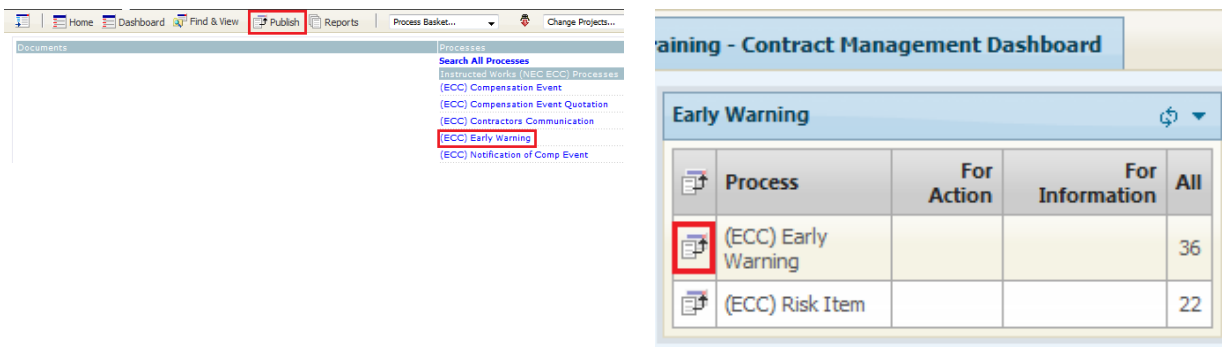 Home Dashboard Find & View Publish Reports Process Basket... Change Projects...
Documents Processes
Search All Processes
Instructed Works (NEC ECC) Processes
(ECC) Compensation Event
(ECC) Compensation Event Quotation
(ECC) Contractors Communication
(ECC) Early Warning
(ECC) Notification of Comp Event
aining - Contract Management Dashboard
Early Warning
Process For Action For Information All
(ECC) Early Warning 36
(ECC) Risk Item 22